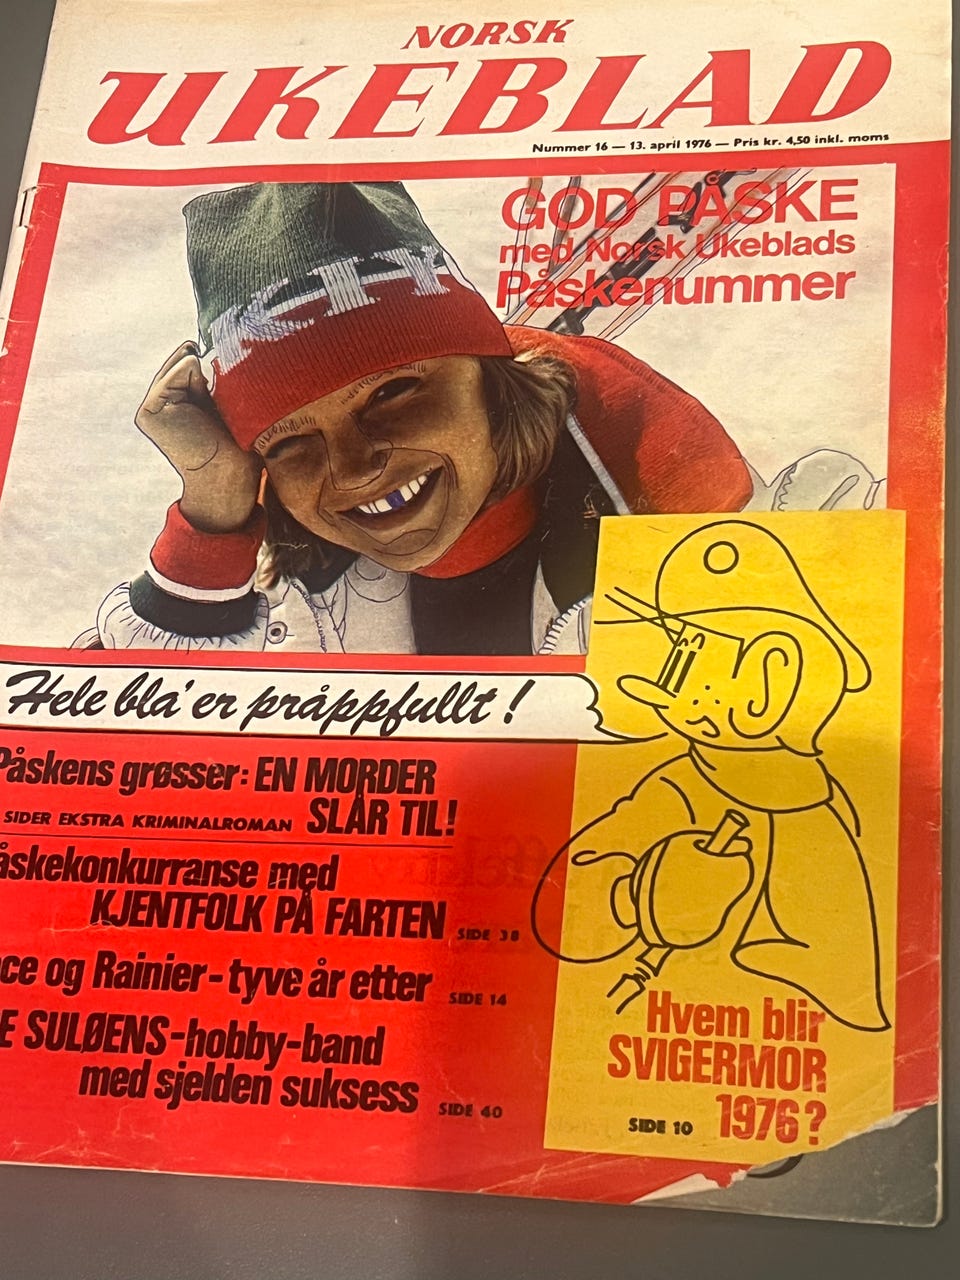 NORSK
UKEBLAD
Nummer 16 — 13. april 1976 — Pris kr. 4,50 inkl. moms
GOD PÅSKE
med Norsk Ukeblads
Påskenummer
KITY
Hele bla' er pråppfullt!
Påskens grøsser: EN MORDER
SLÅR TIL!
SIDER EKSTRA KRIMINALROMAN
åskekonkurranse med
KJENTFOLK PÅ FARTEN
SIDE 38
ce og Rainier - tyve år etter
SIDE 14
E SULØENS - hobby-band
med sjelden suksess
SIDE 40
Hvem blir
SVIGERMOR
1976?
SIDE 10